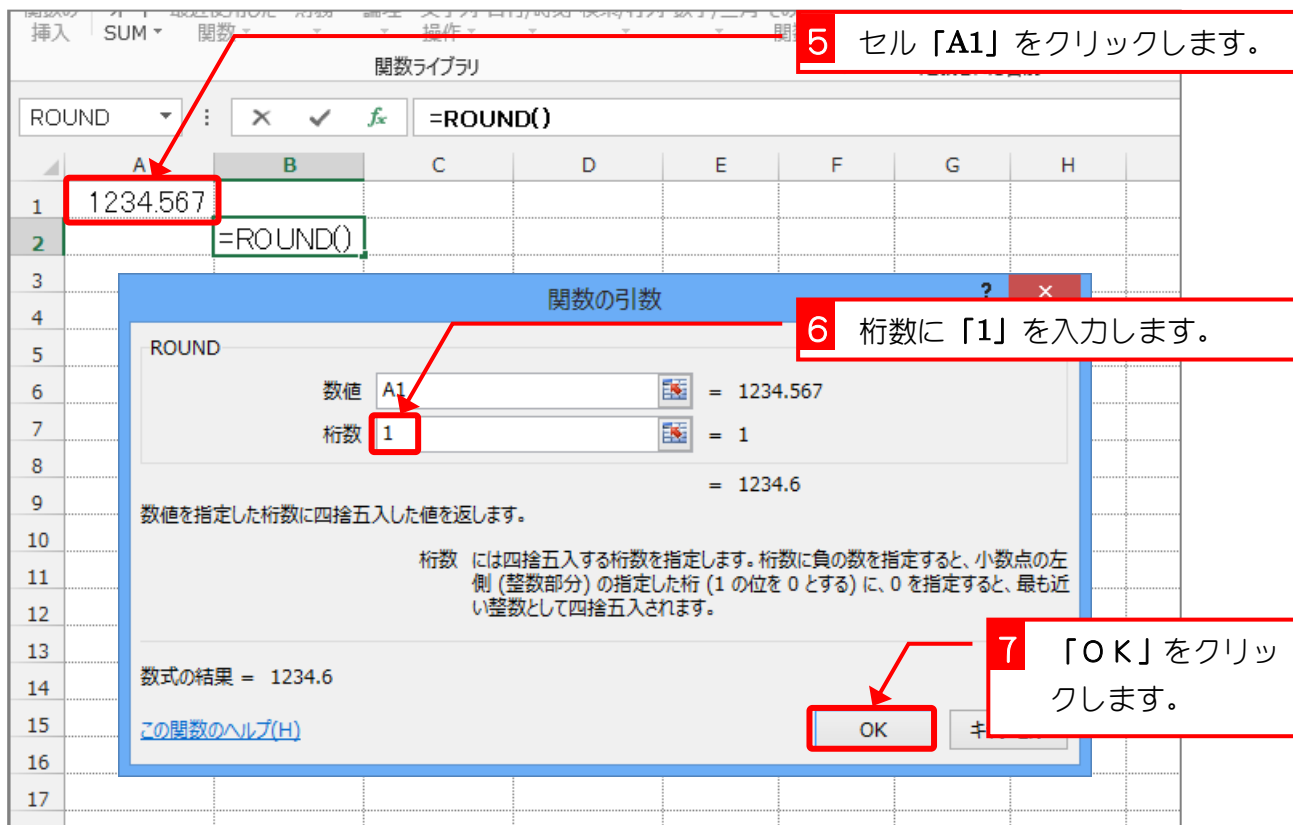 挿入 SUM 関数 操作
関数ライブラリ
5 セル「A1」をクリックします。
ROUND fx =ROUND()
A B C D E F G H
1 1234.567
2 =ROUND()
3
関数の引数 ? ×
4
6 桁数に「1」を入力します。
5 ROUND
6 数値 A1 = 1234.567
7 桁数 1 = 1
8
= 1234.6
9
数値を指定した桁数に四捨五入した値を返します。
10
桁数 には四捨五入する桁数を指定します。桁数に負の数を指定すると、小数点の左
11 側 (整数部分) の指定した桁 (1 の位を 0 とする) に、0 を指定すると、最も近
12 い整数として四捨五入されます。
13
7 「OK」をクリッ
クします。
14 数式の結果 = 1234.6
15 この関数のヘルプ(H) OK
16
17